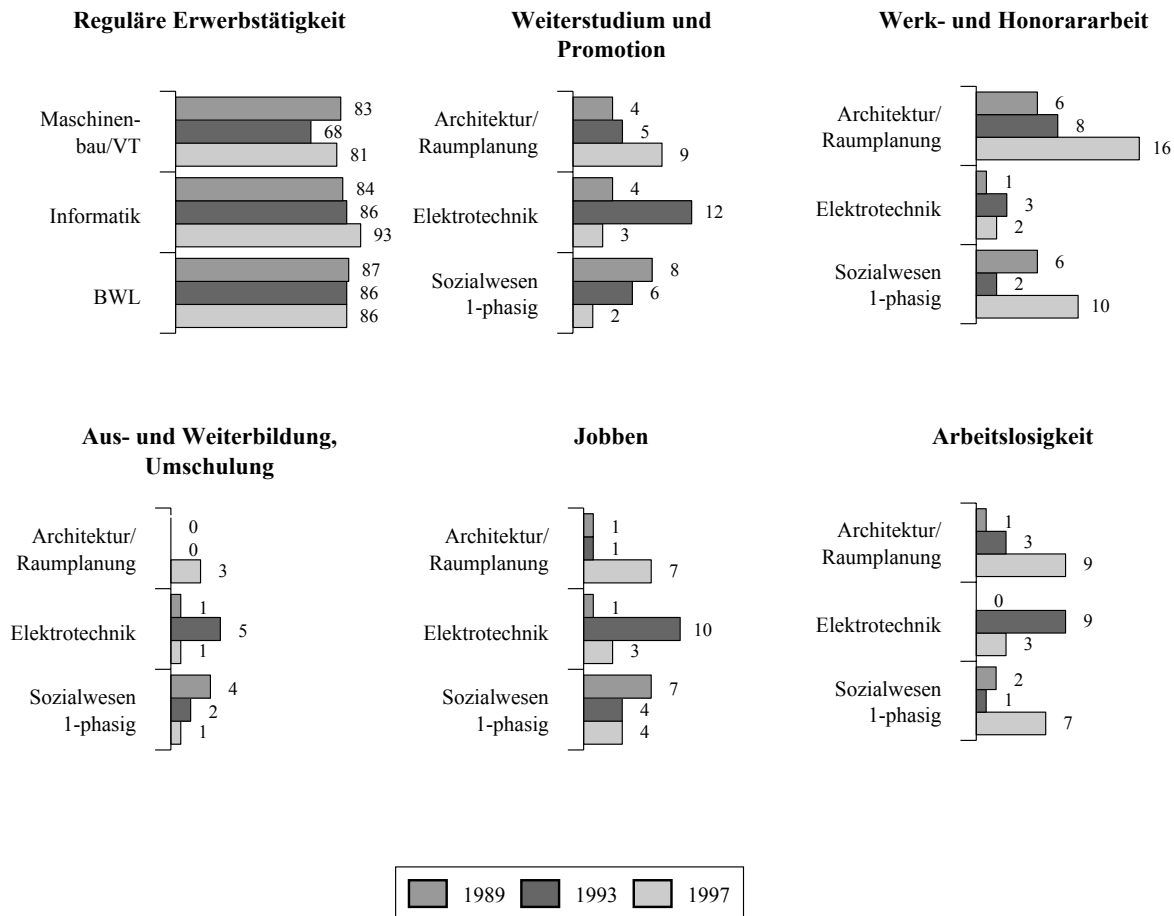 Reguläre Erwerbstätigkeit
Maschinen-
bau/VT
83
68
81
Informatik
84
86
93
BWL
87
86
86
Weiterstudium und
Promotion
Architektur/
Raumplanung
4
5
9
Elektrotechnik
4
12
3
Sozialwesen
1-phasig
8
6
2
Werk- und Honorararbeit
Architektur/
Raumplanung
6
8
16
Elektrotechnik
1
3
2
Sozialwesen
1-phasig
6
2
10
Aus- und Weiterbildung,
Umschulung
Architektur/
Raumplanung
0
0
3
Elektrotechnik
1
5
1
Sozialwesen
1-phasig
4
2
1
Jobben
Architektur/
Raumplanung
1
1
7
Elektrotechnik
1
10
3
Sozialwesen
1-phasig
7
4
4
Arbeitslosigkeit
Architektur/
Raumplanung
1
3
9
Elektrotechnik
0
9
3
Sozialwesen
1-phasig
2
1
7
1989 1993 1997